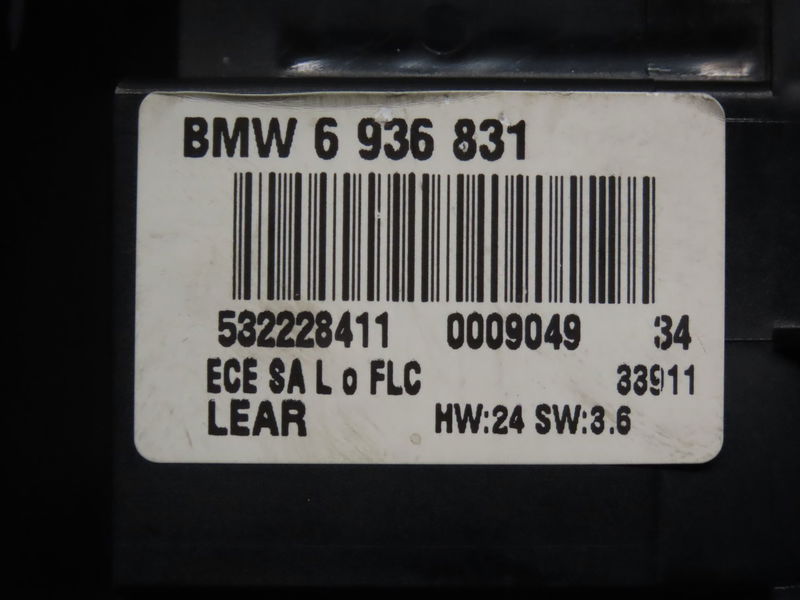 BMW 6 936 831
532228411 0009049 34
ECE SA L o FLC 33911
LEAR HW:24 SW:3.6